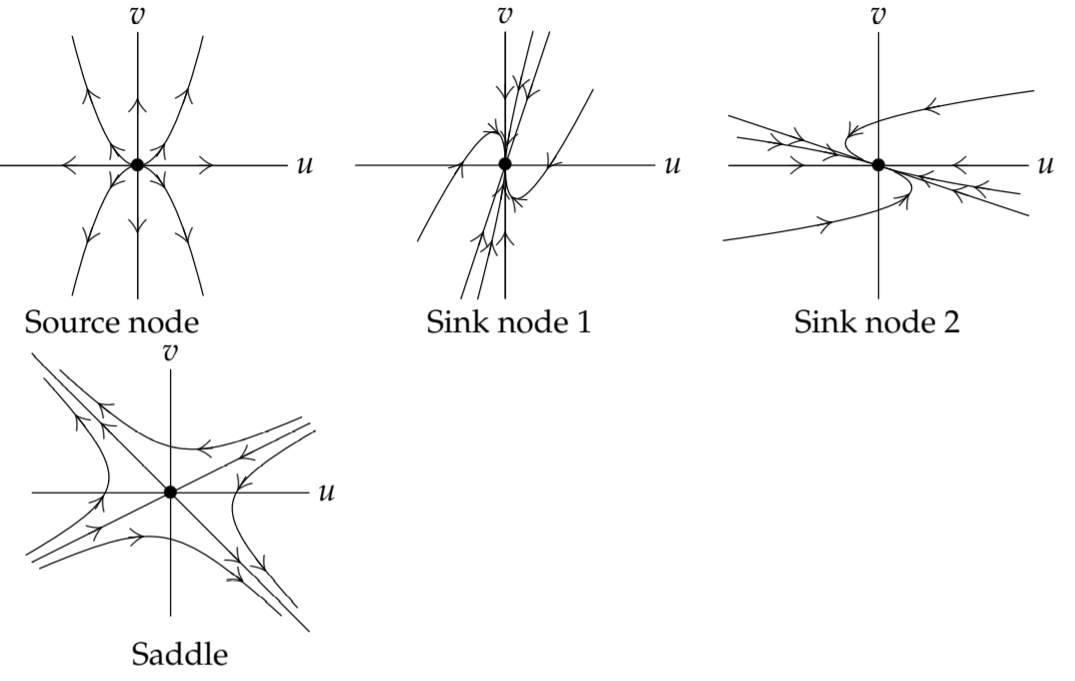 v v v
u u u
Source node Sink node 1 Sink node 2
v
u
Saddle